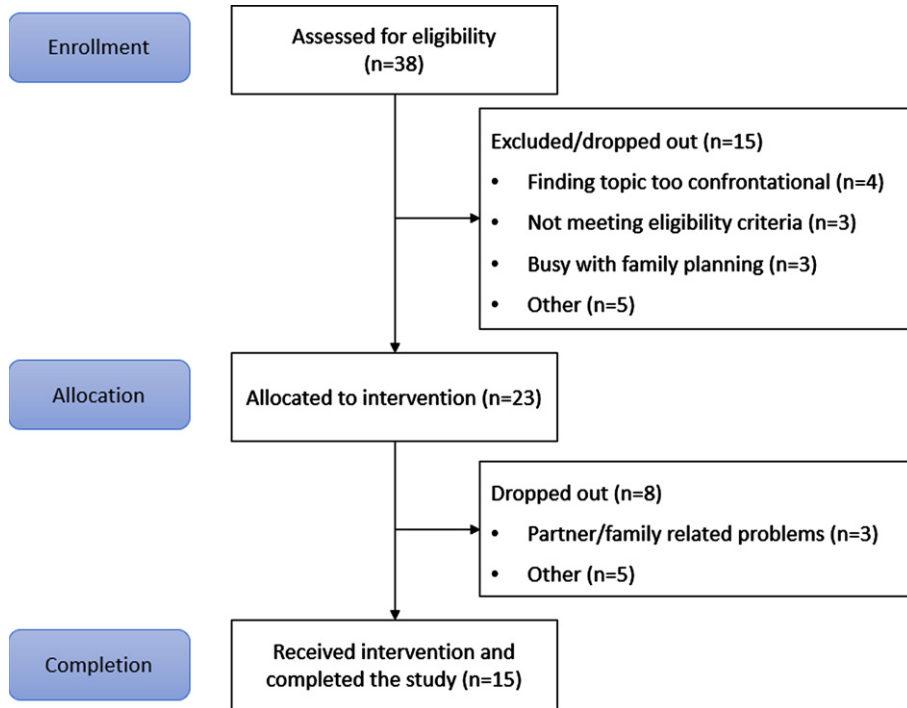 Enrollment
Assessed for eligibility
(n=38)
Excluded/dropped out (n=15)
• Finding topic too confrontational (n=4)
• Not meeting eligibility criteria (n=3)
• Busy with family planning (n=3)
• Other (n=5)
Allocation
Allocated to intervention (n=23)
Dropped out (n=8)
• Partner/family related problems (n=3)
• Other (n=5)
Completion
Received intervention and
completed the study (n=15)